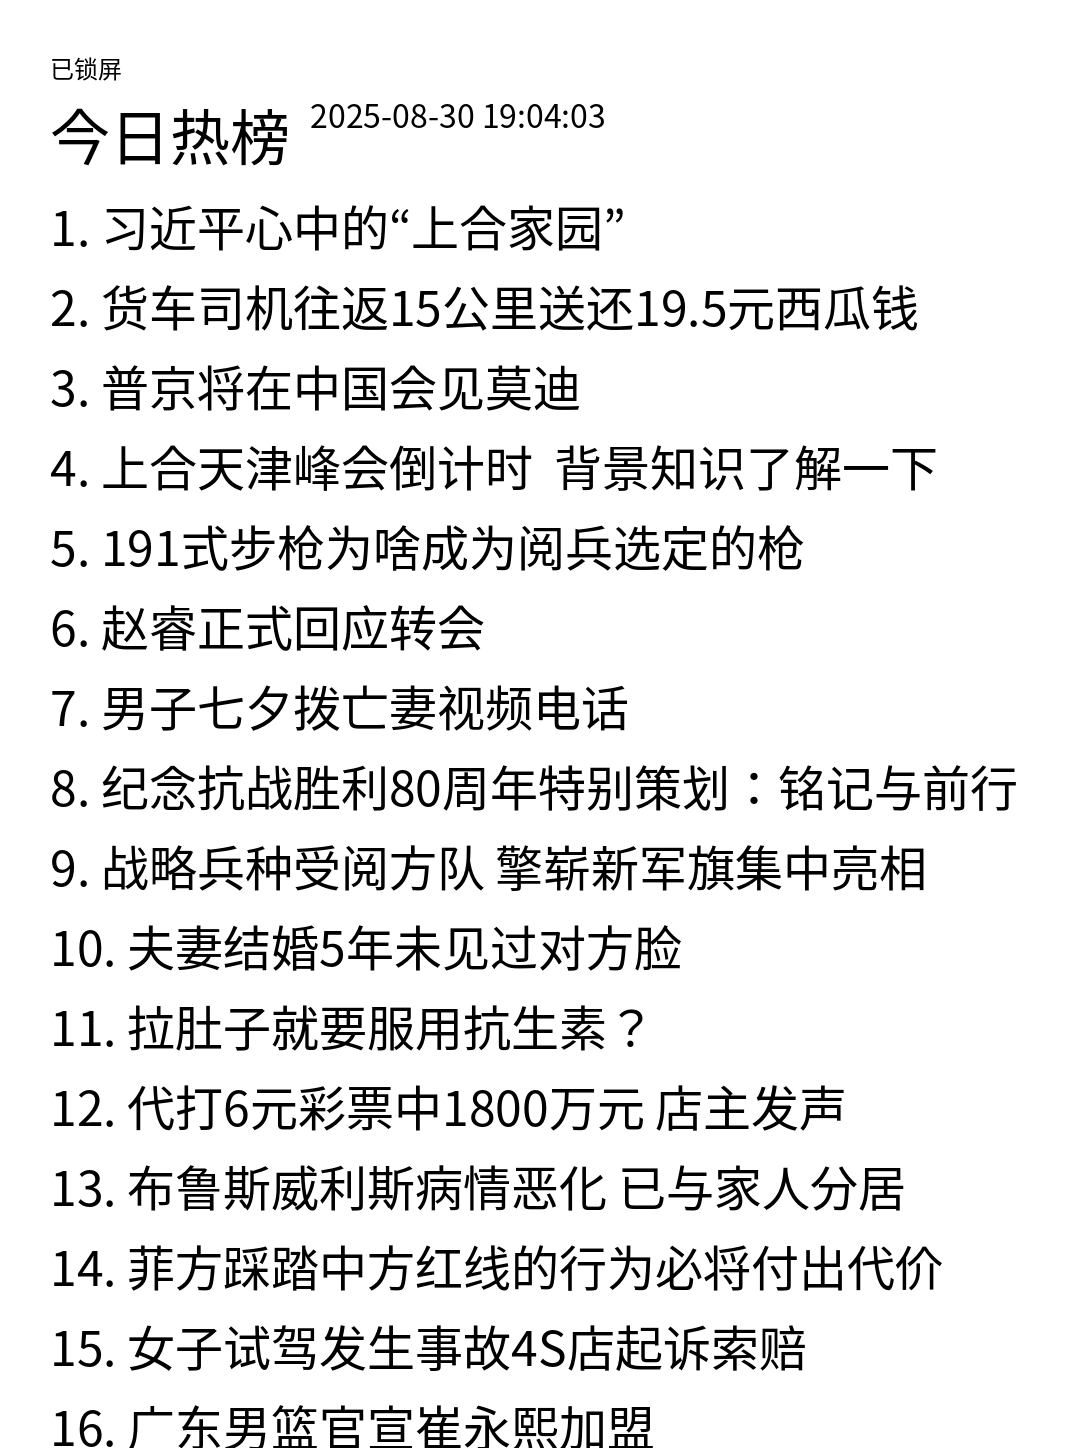 已锁屏
今日热榜 2025-08-30 19:04:03
1. 习近平心中的“上合家园”
2. 货车司机往返15公里送还19.5元西瓜钱
3. 普京将在中国会见莫迪
4. 上合天津峰会倒计时 背景知识了解一下
5. 191式步枪为啥成为阅兵选定的枪
6. 赵睿正式回应转会
7. 男子七夕拨亡妻视频电话
8. 纪念抗战胜利80周年特别策划：铭记与前行
9. 战略兵种受阅方队 擎崭新军旗集中亮相
10. 夫妻结婚5年未见过对方脸
11. 拉肚子就要服用抗生素？
12. 代打6元彩票中1800万元 店主发声
13. 布鲁斯威利斯病情恶化 已与家人分居
14. 菲方踩踏中方红线的行为必将付出代价
15. 女子试驾发生事故4S店起诉索赔
16. 广东男篮官宣崔永熙加盟